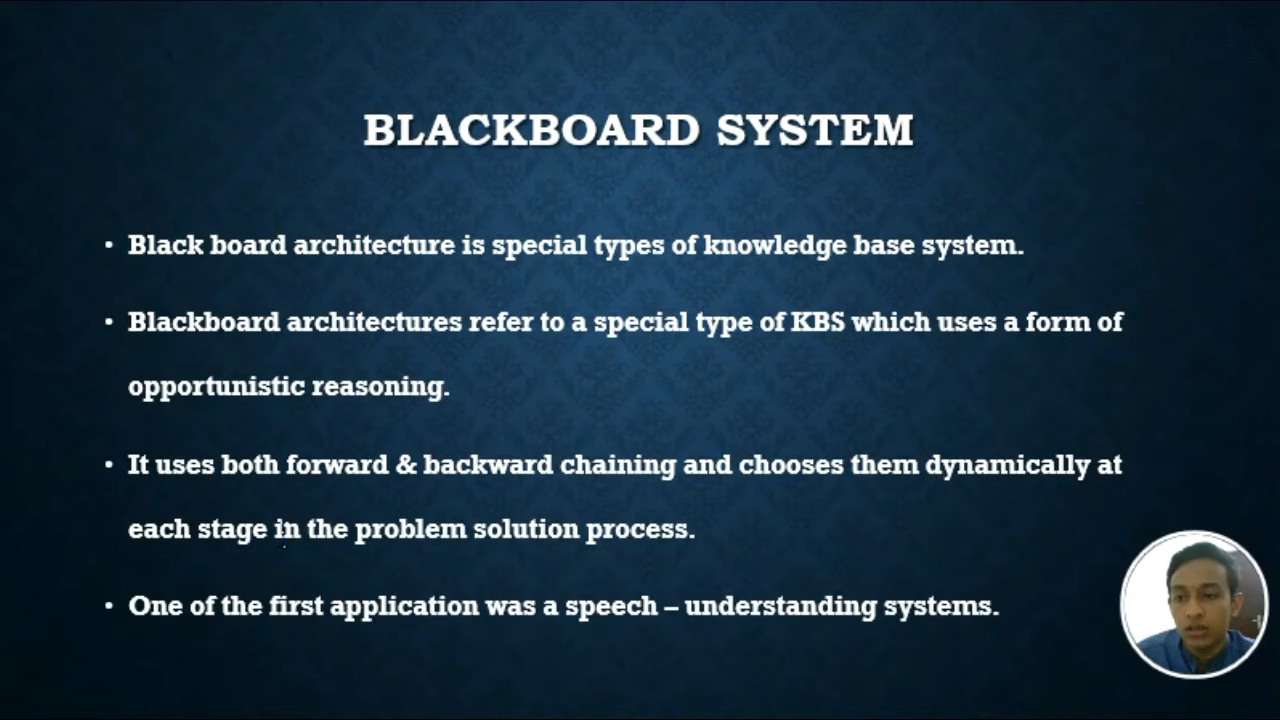 BLACKBOARD SYSTEM
• Black board architecture is special types of knowledge base system.
• Blackboard architectures refer to a special type of KBS which uses a form of
opportunistic reasoning.
• It uses both forward & backward chaining and chooses them dynamically at
each stage in the problem solution process.
• One of the first application was a speech – understanding systems.